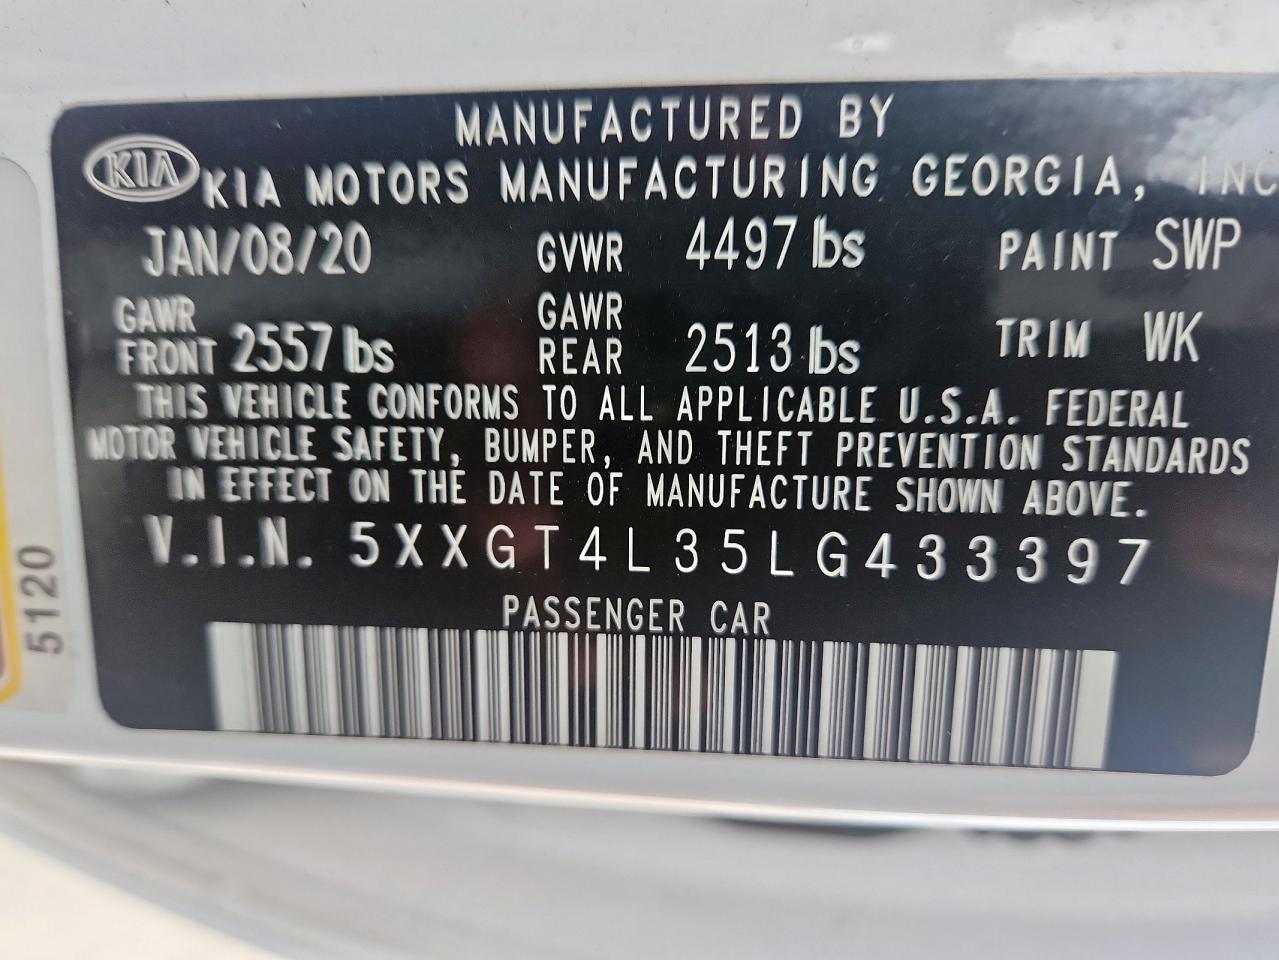 MANUFACTURED BY
KIA
KIA MOTORS MANUFACTURING GEORGIA, INC
JAN/08/20 GVWR 4497 lbs PAINT SWP
GAWR FRONT 2557 lbs GAWR REAR 2513 lbs TRIM WK
THIS VEHICLE CONFORMS TO ALL APPLICABLE U.S.A. FEDERAL
MOTOR VEHICLE SAFETY, BUMPER, AND THEFT PREVENTION STANDARDS
IN EFFECT ON THE DATE OF MANUFACTURE SHOWN ABOVE.
V.I.N. 5XXGT4L35LG433397
PASSENGER CAR
5120